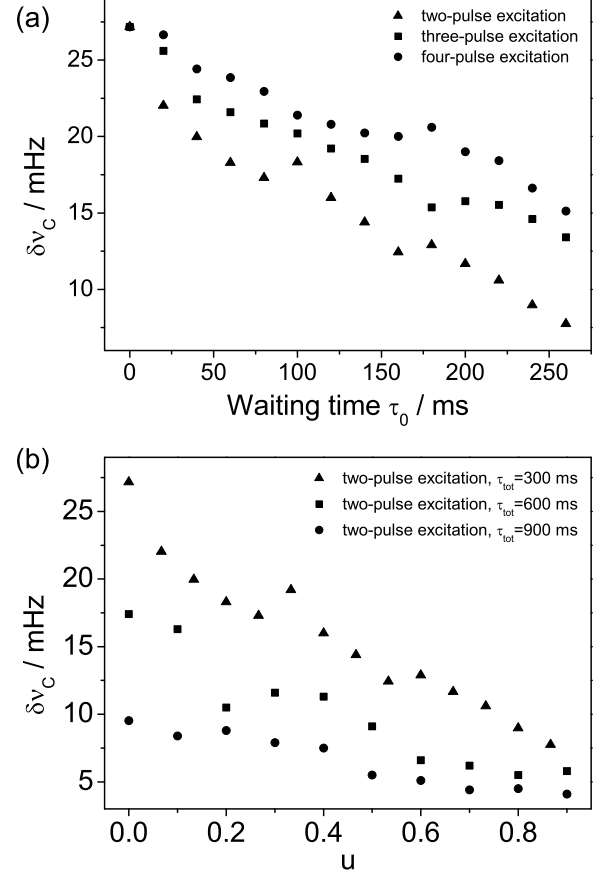 (a)
▲ two-pulse excitation
■ three-pulse excitation
● four-pulse excitation
25
20
15
10
δν_C / mHz
0 50 100 150 200 250
Waiting time τ_0 / ms
(b)
▲ two-pulse excitation, τ_tot=300 ms
■ two-pulse excitation, τ_tot=600 ms
● two-pulse excitation, τ_tot=900 ms
25
20
15
10
5
δν_C / mHz
0.0 0.2 0.4 0.6 0.8
u